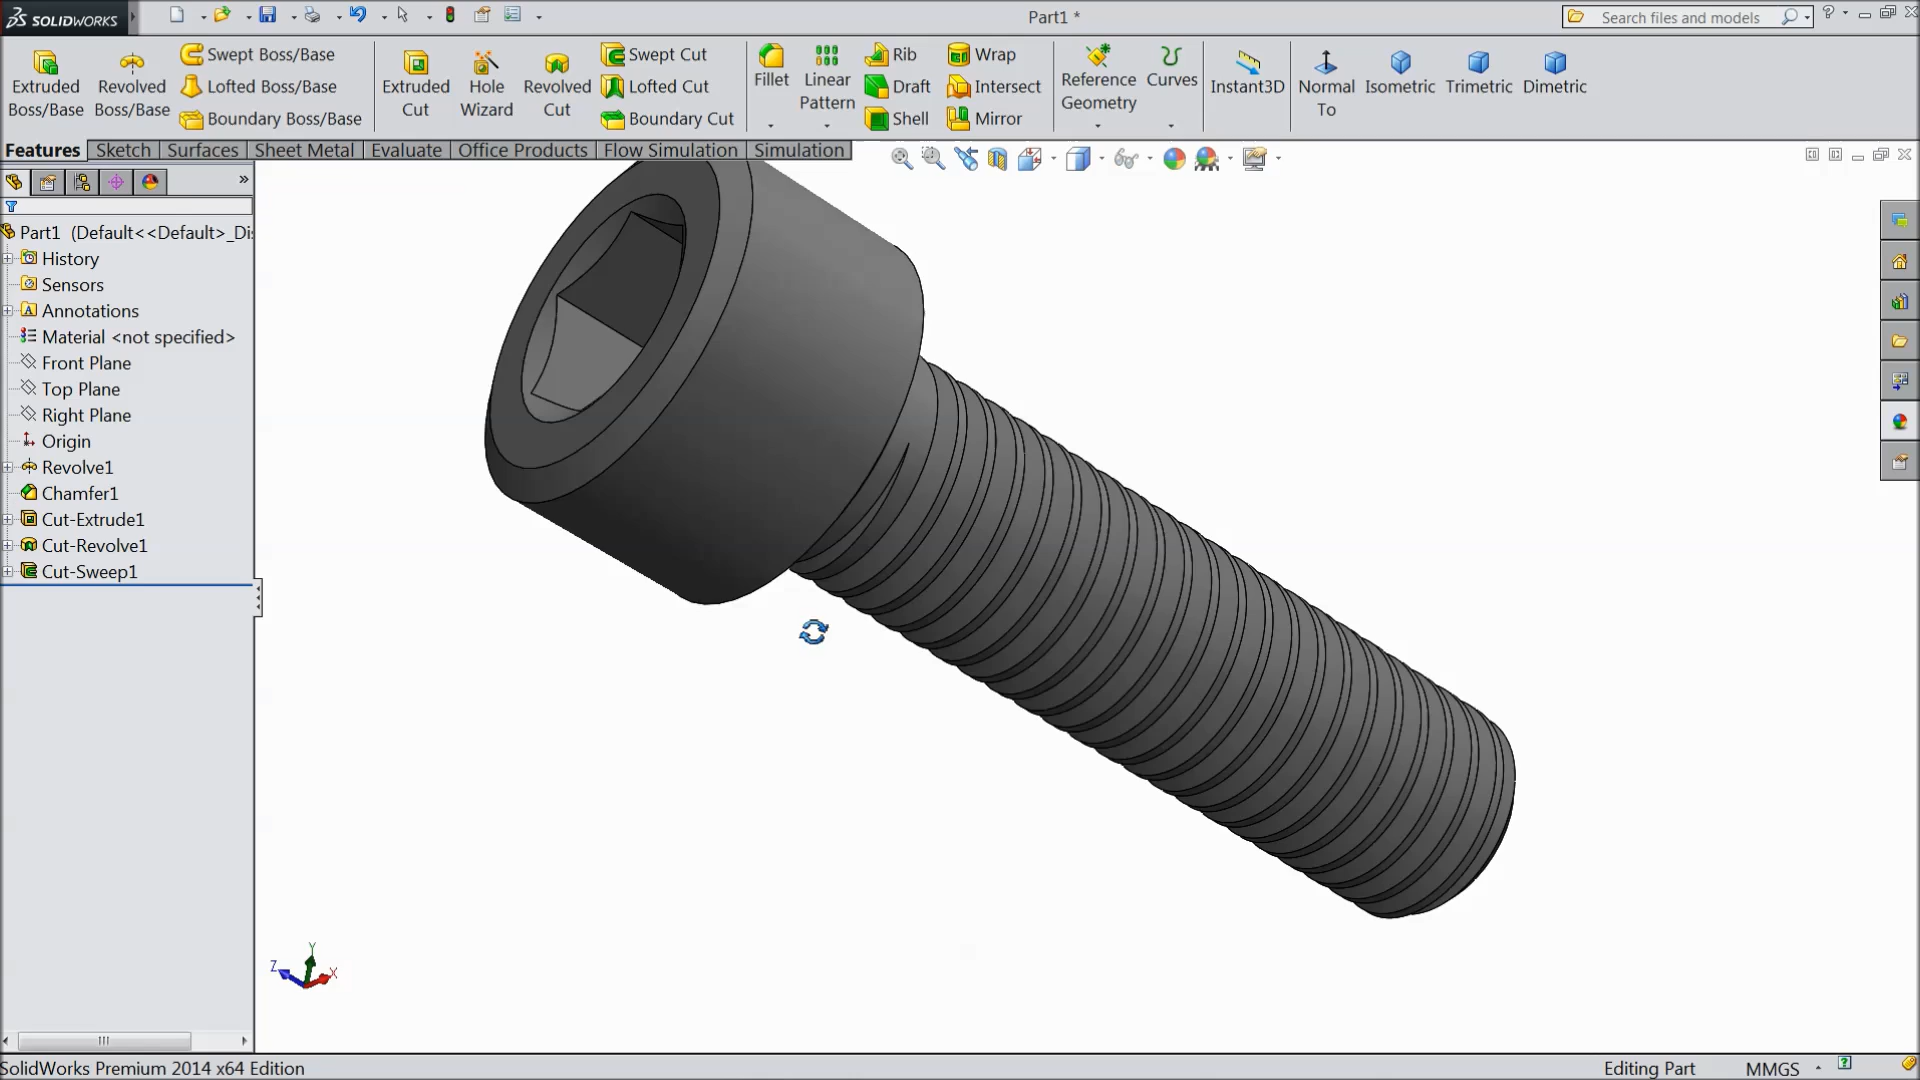 SOLIDWORKS
Part1 *
Search files and models
?
Extruded Boss/Base
Revolved Boss/Base
Swept Boss/Base
Lofted Boss/Base
Boundary Boss/Base
Extruded Cut
Hole Wizard
Revolved Cut
Swept Cut
Lofted Cut
Boundary Cut
Fillet
Linear Pattern
Rib
Draft
Shell
Wrap
Intersect
Mirror
Reference Geometry
Curves
Instant3D
Normal To
Isometric
Trimetric
Dimetric
Features Sketch Surfaces Sheet Metal Evaluate Office Products Flow Simulation Simulation
»
Part1 (Default<<Default>_Di
History
Sensors
A Annotations
Material <not specified>
Front Plane
Top Plane
Right Plane
Origin
Revolve1
Chamfer1
Cut-Extrude1
Cut-Revolve1
Cut-Sweep1
Y
Z X
SolidWorks Premium 2014 x64 Edition
Editing Part
MMGS
?